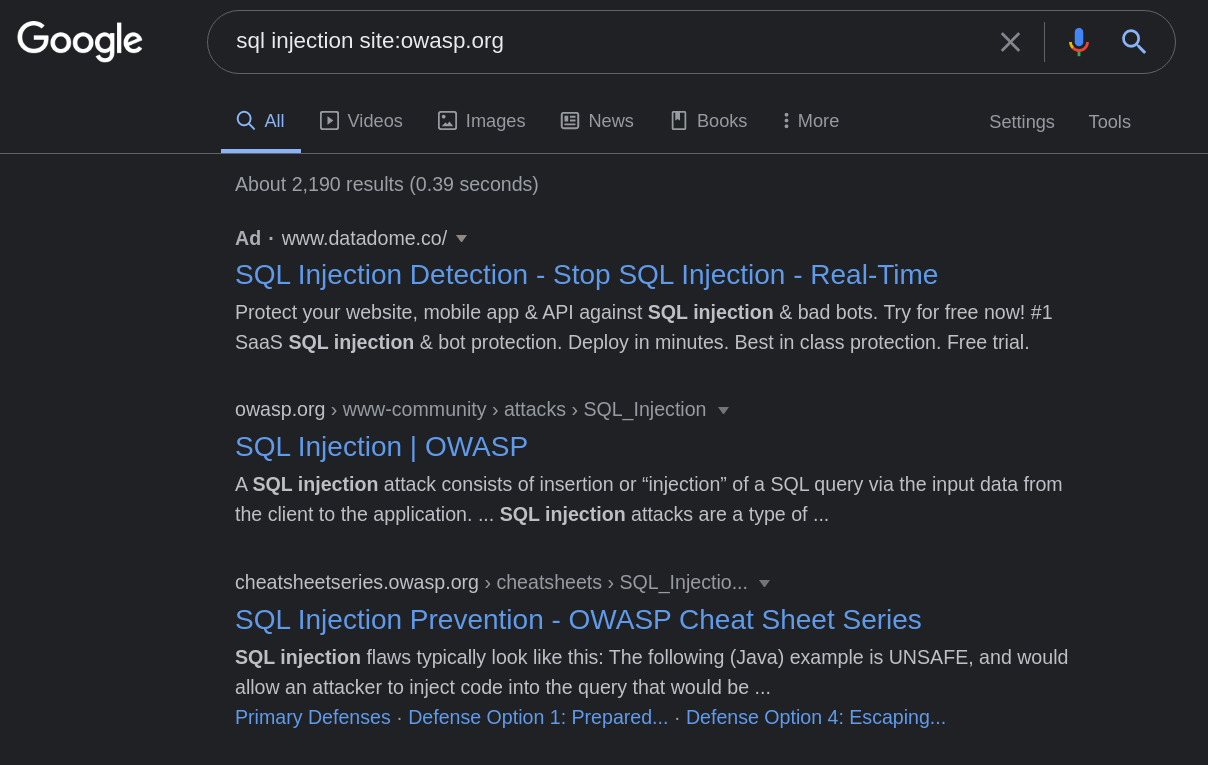 Google
sql injection site:owasp.org
All Videos Images News Books More Settings Tools
About 2,190 results (0.39 seconds)
Ad · www.datadome.co/
SQL Injection Detection - Stop SQL Injection - Real-Time
Protect your website, mobile app & API against SQL injection & bad bots. Try for free now! #1
SaaS SQL injection & bot protection. Deploy in minutes. Best in class protection. Free trial.
owasp.org › www-community › attacks › SQL_Injection
SQL Injection | OWASP
A SQL injection attack consists of insertion or “injection” of a SQL query via the input data from
the client to the application. ... SQL injection attacks are a type of ...
cheatsheetseries.owasp.org › cheatsheets › SQL_Injectio...
SQL Injection Prevention - OWASP Cheat Sheet Series
SQL injection flaws typically look like this: The following (Java) example is UNSAFE, and would
allow an attacker to inject code into the query that would be ...
Primary Defenses · Defense Option 1: Prepared... · Defense Option 4: Escaping...